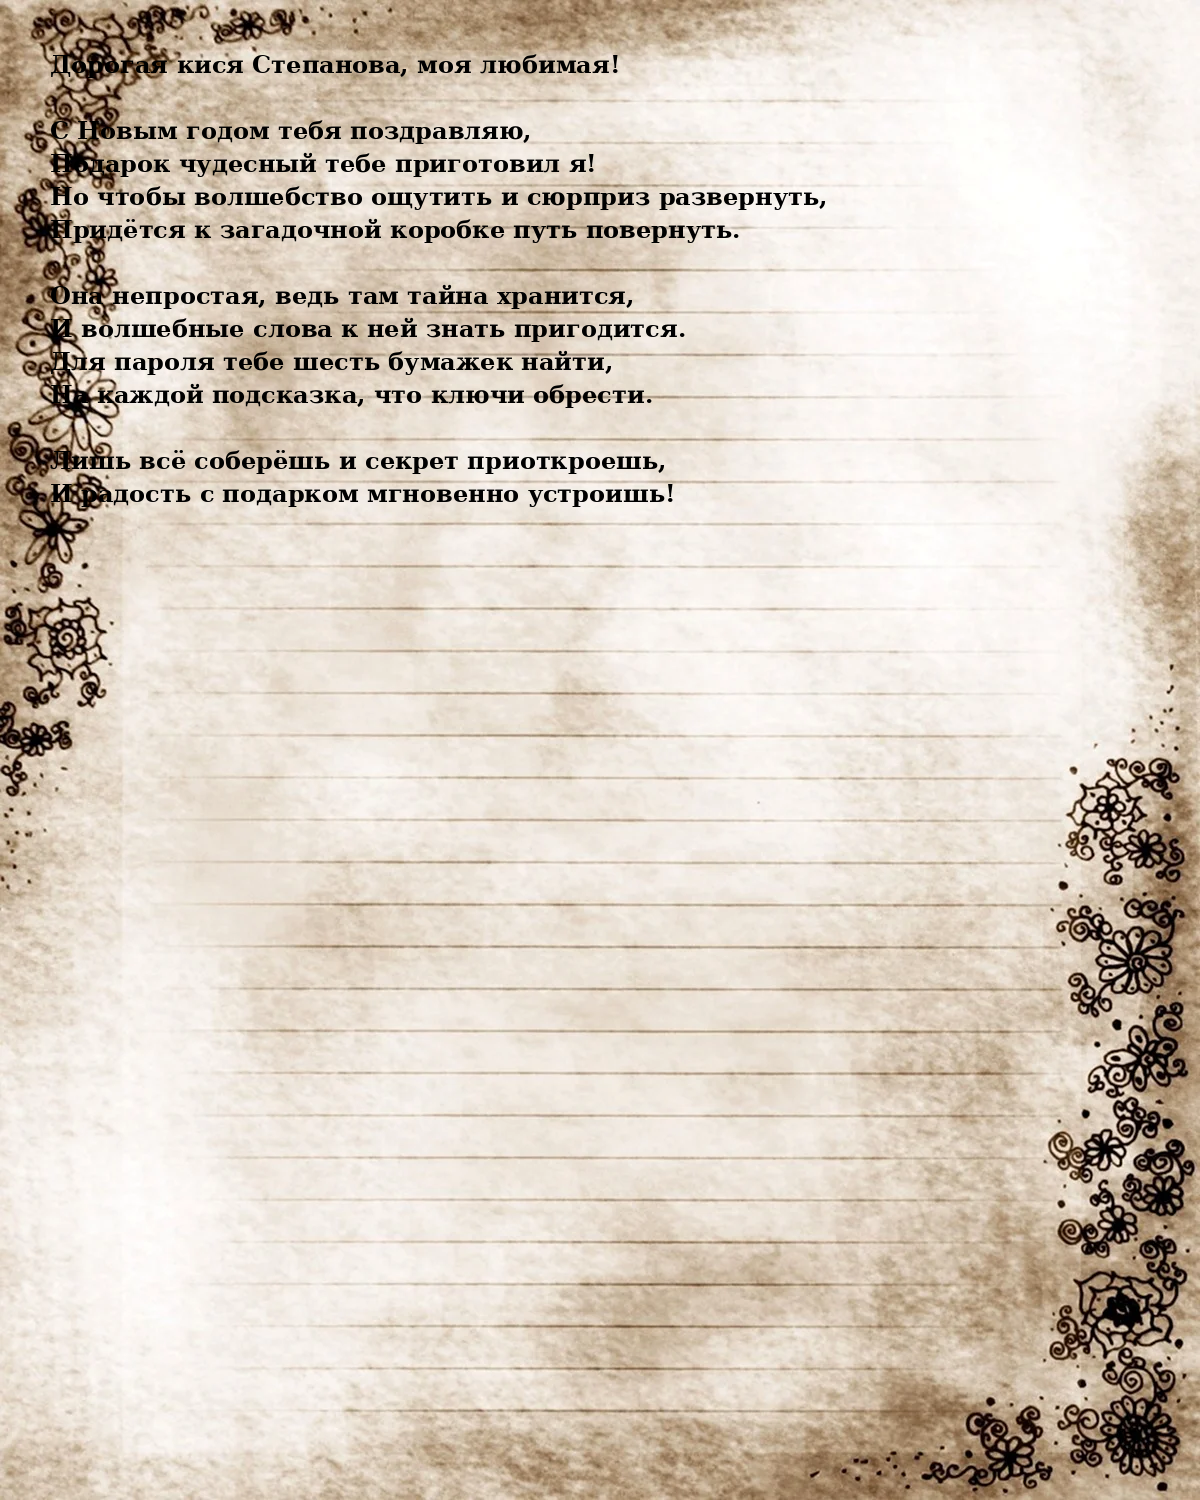 Дорогая кися Степанова, моя любимая!
С Новым годом тебя поздравляю,
Подарок чудесный тебе приготовил я!
Но чтобы волшебство ощутить и сюрприз развернуть,
Придётся к загадочной коробке путь повернуть.
Она непростая, ведь там тайна хранится,
И волшебные слова к ней знать пригодится.
Для пароля тебе шесть бумажек найти,
На каждой подсказка, что ключи обрести.
Лишь всё соберёшь и секрет приоткроешь,
И радость с подарком мгновенно устроишь!